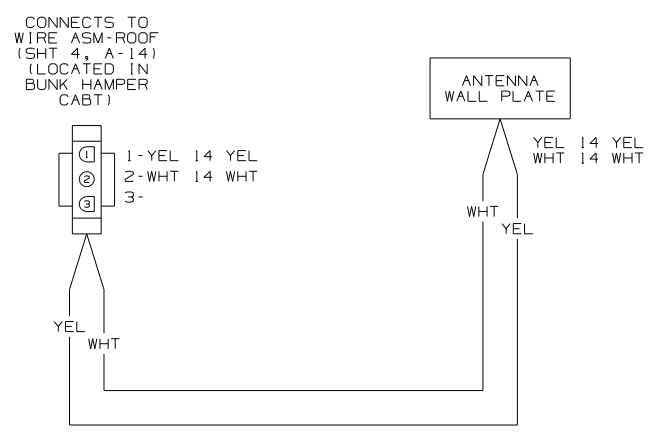 CONNECTS TO
WIRE ASM-ROOF
(SHT 4, A-14)
(LOCATED IN
BUNK HAMPER
CABT)
1
2
3
1-YEL 14 YEL
2-WHT 14 WHT
3-
ANTENNA
WALL PLATE
YEL 14 YEL
WHT 14 WHT
WHT
YEL
YEL
WHT